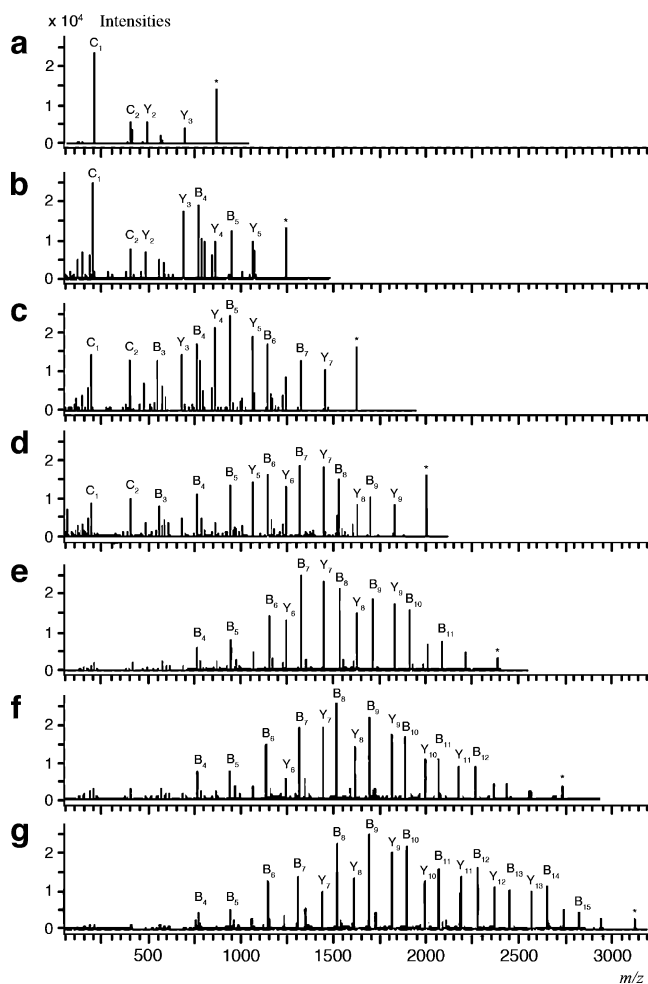 x 10⁴ Intensities
a
C₁ C₂ Y₂ Y₃ *
2
1
0
b
C₁ C₂ Y₂ Y₃ B₄ Y₄ B₅ Y₅ *
2
1
0
c
C₁ C₂ B₃ Y₃ B₄ Y₄ B₅ Y₅ B₆ B₇ Y₇ *
2
1
0
d
C₁ C₂ B₃ B₄ B₅ Y₅ B₆ Y₆ B₇ Y₇ B₈ Y₈ B₉ Y₉ *
2
1
0
e
B₄ B₅ B₆ Y₆ B₇ Y₇ B₈ Y₈ B₉ Y₉ B₁₀ B₁₁ *
2
1
0
f
B₄ B₅ B₆ Y₆ B₇ Y₇ B₈ Y₈ B₉ Y₉ B₁₀ Y₁₀ B₁₁ Y₁₁ B₁₂ *
2
1
0
g
B₄ B₅ B₆ B₇ Y₇ B₈ Y₈ B₉ Y₉ B₁₀ Y₁₀ B₁₁ Y₁₁ B₁₂ Y₁₂ B₁₃ Y₁₃ B₁₄ B₁₅ *
2
1
0
500 1000 1500 2000 2500 3000
m/z